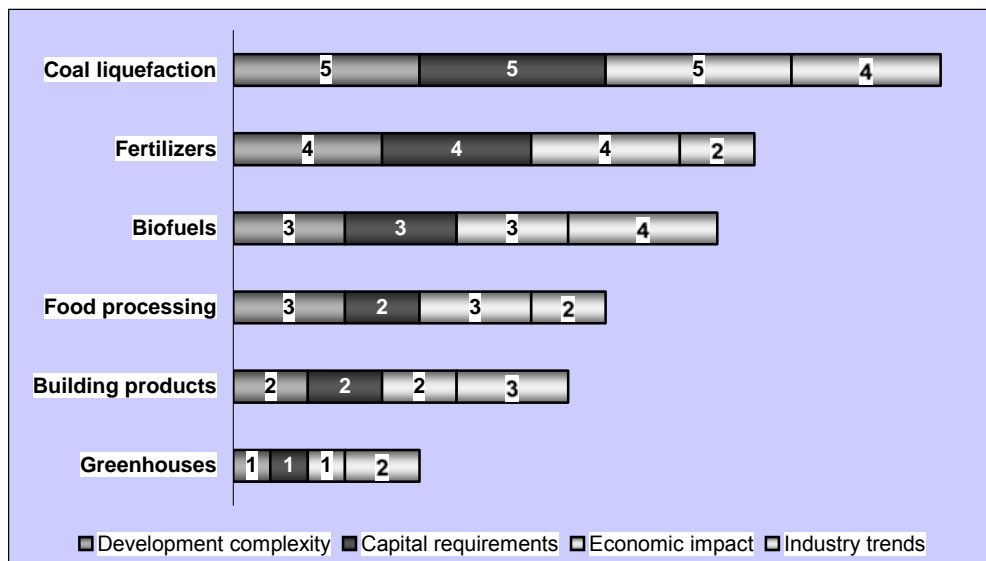 Coal liquefaction 5 5 5 4
Fertilizers 4 4 4 2
Biofuels 3 3 3 4
Food processing 3 2 3 2
Building products 2 2 2 3
Greenhouses 1 1 1 2
Development complexity Capital requirements Economic impact Industry trends